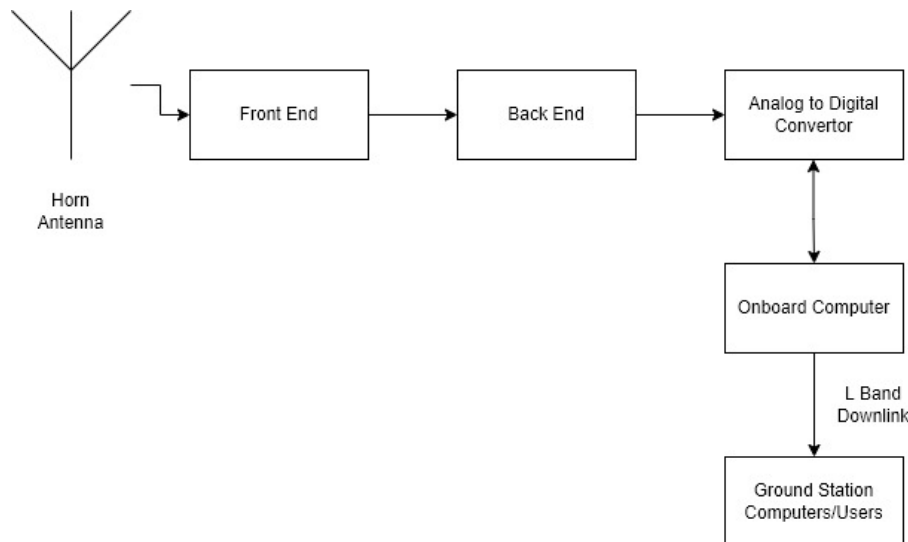 Horn
Antenna
Front End
Back End
Analog to Digital
Convertor
Onboard Computer
L Band
Downlink
Ground Station
Computers/Users